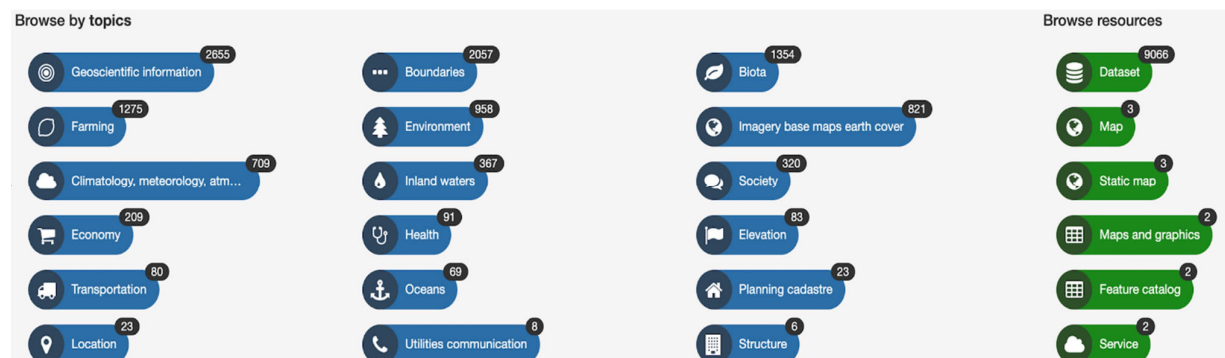 Browse by topics
Browse resources
2655
Geoscientific information
2057
Boundaries
1354
Biota
9066
Dataset
1275
Farming
958
Environment
821
Imagery base maps earth cover
3
Map
709
Climatology, meteorology, atm...
367
Inland waters
320
Society
3
Static map
209
Economy
91
Health
83
Elevation
2
Maps and graphics
80
Transportation
69
Oceans
23
Planning cadastre
2
Feature catalog
23
Location
8
Utilities communication
6
Structure
2
Service